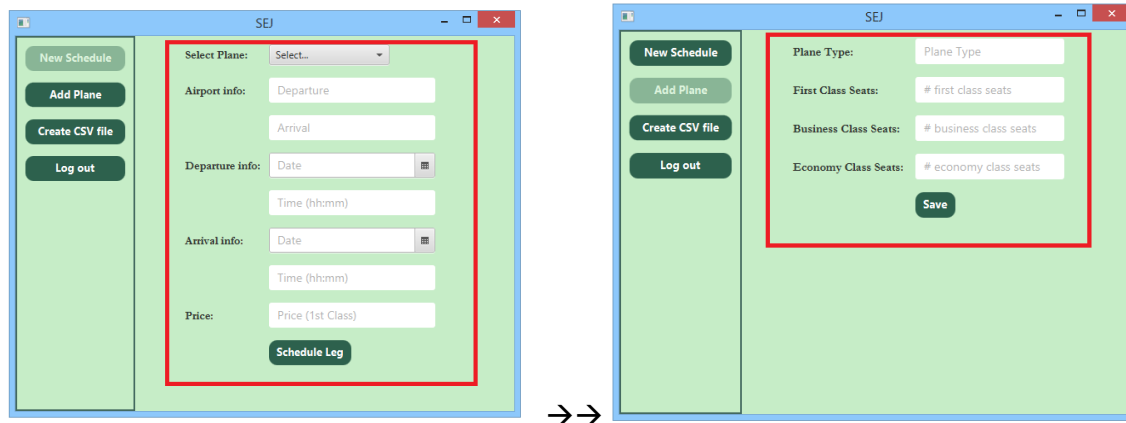 SEJ
New Schedule
Add Plane
Create CSV file
Log out
Select Plane: Select...
Airport info: Departure
Arrival
Departure info: Date
Time (hh:mm)
Arrival info: Date
Time (hh:mm)
Price: Price (1st Class)
Schedule Leg
→→
SEJ
New Schedule
Add Plane
Create CSV file
Log out
Plane Type: Plane Type
First Class Seats: # first class seats
Business Class Seats: # business class seats
Economy Class Seats: # economy class seats
Save